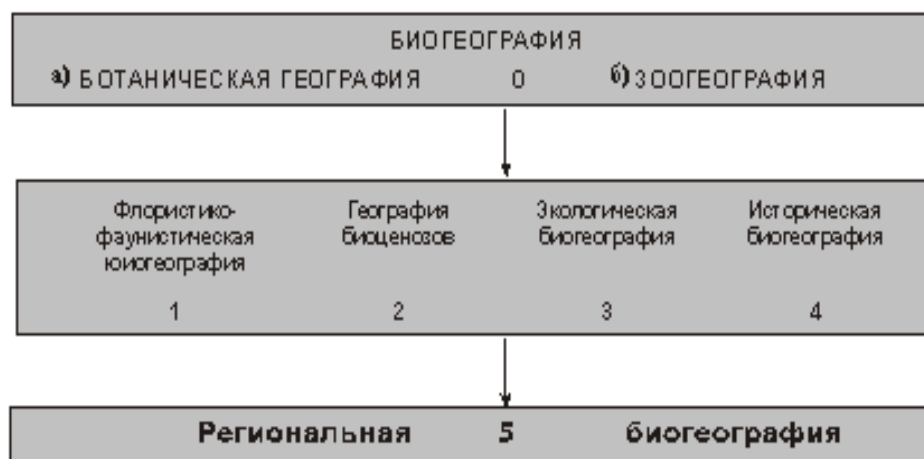 БИОГЕОГРАФИЯ
а) БОТАНИЧЕСКАЯ ГЕОГРАФИЯ 0 б) ЗООГЕОГРАФИЯ
Флористико-
фаунистическая
юиогеография
1
География
биоценозов
2
Экологическая
биогеография
3
Историческая
биогеография
4
Региональная 5 биогеография